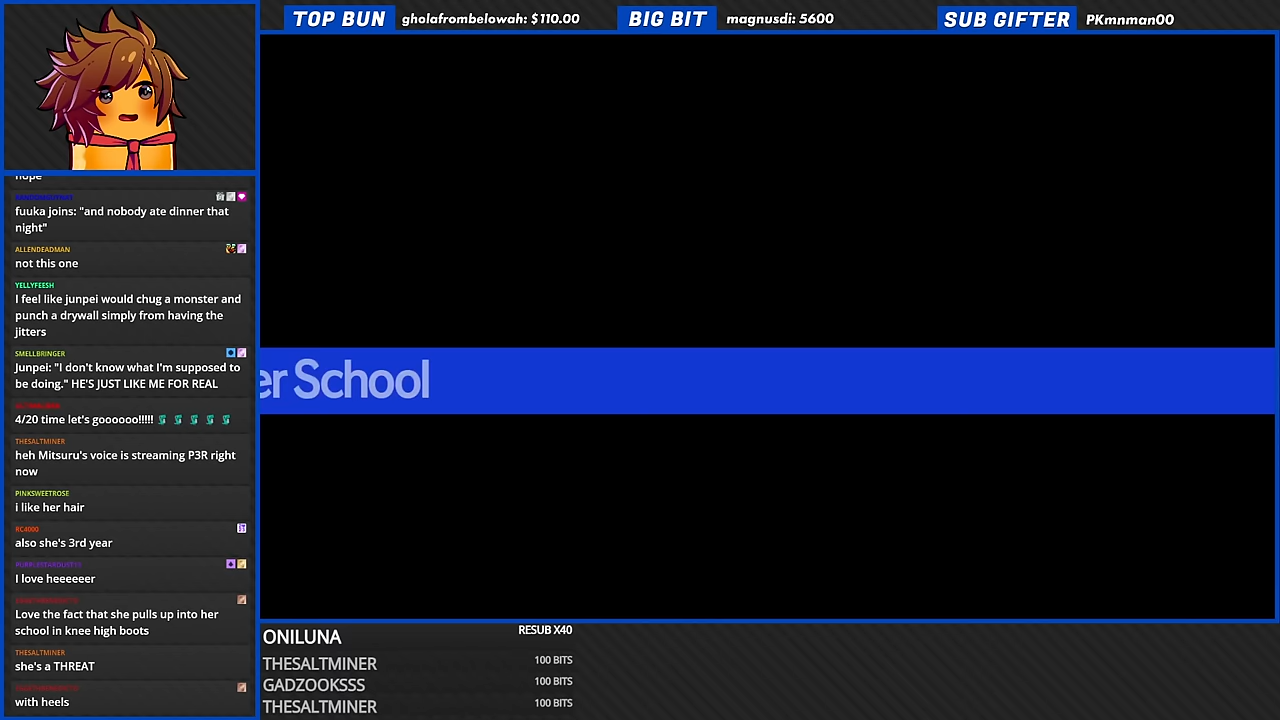 TOP BUN gholafrombelowah: $110.00 BIG BIT magnusdi: 5600 SUB GIFTER PKmnman00
nope
fuuka joins: "and nobody ate dinner that
night"
ALLENDEADMAN
not this one
YELLYFEESH
I feel like junpei would chug a monster and
punch a drywall simply from having the
jitters
SMELLBRINGER
Junpei: "I don't know what I'm supposed to
be doing." HE'S JUST LIKE ME FOR REAL
4/20 time let's goooooo!!!!!
THESALTMINER
heh Mitsuru's voice is streaming P3R right
now
PINKSWEETROSE
i like her hair
RC4000
also she's 3rd year
I love heeeeeer
Love the fact that she pulls up into her
school in knee high boots
THESALTMINER
she's a THREAT
with heels
er School
ONILUNA RESUB X40
THESALTMINER 100 BITS
GADZOOKSSS 100 BITS
THESALTMINER 100 BITS